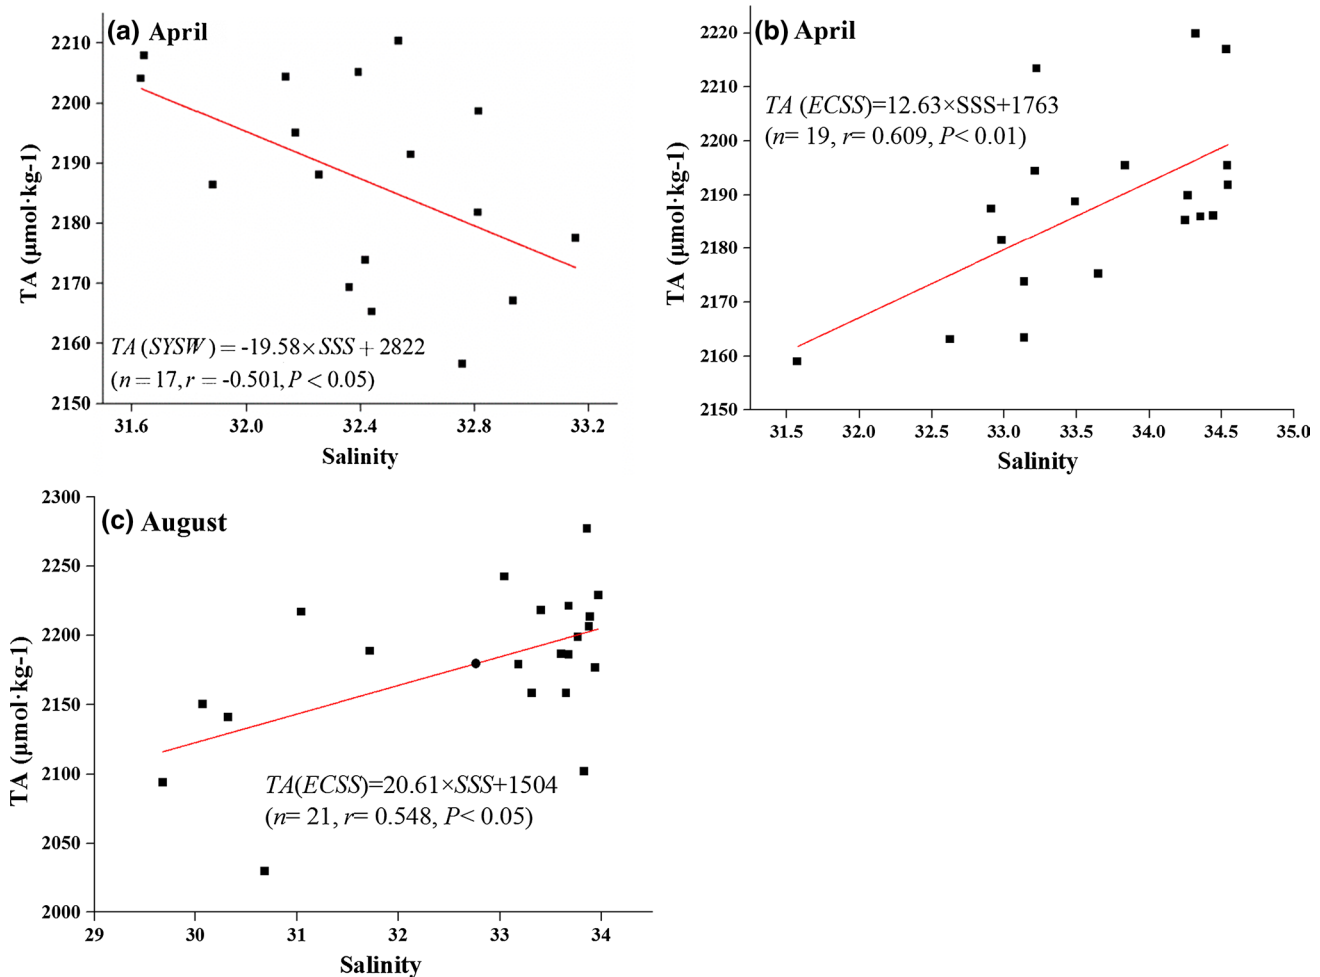 (a) April
2210
2200
2190
2180
2170
2160
2150
TA (μmol·kg-1)
TA (SYSW) = -19.58×SSS + 2822
(n = 17, r = -0.501, P < 0.05)
31.6 32.0 32.4 32.8 33.2
Salinity
(b) April
2220
2210
2200
2190
2180
2170
2160
2150
TA (μmol·kg-1)
TA (ECSS)=12.63×SSS+1763
(n= 19, r= 0.609, P< 0.01)
31.5 32.0 32.5 33.0 33.5 34.0 34.5 35.0
Salinity
(c) August
2300
2250
2200
2150
2100
2050
2000
TA (μmol·kg-1)
TA(ECSS)=20.61×SSS+1504
(n= 21, r= 0.548, P< 0.05)
29 30 31 32 33 34
Salinity